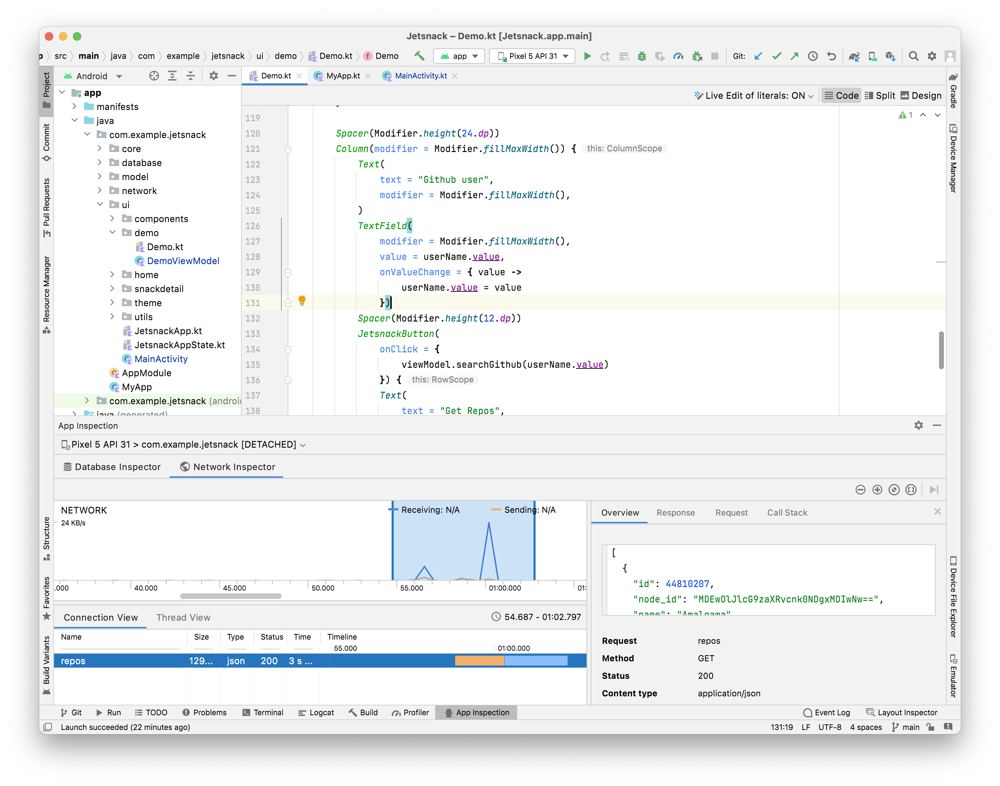 Jetsnack – Demo.kt [Jetsnack.app.main]
src main java com example jetsnack ui demo Demo.kt Demo app Pixel 5 API 31 Git:
Android
Demo.kt MyApp.kt MainActivity.kt
Live Edit of literals: ON Code Split Design
Project
Commit
Pull Requests
Resource Manager
Structure
Favorites
Build Variants
app
manifests
java
com.example.jetsnack
core
database
model
network
ui
components
demo
Demo.kt
DemoViewModel
home
snackdetail
theme
utils
JetsnackApp.kt
JetsnackAppState.kt
MainActivity
AppModule
MyApp
com.example.jetsnack
java (generated)
1
119
120 Spacer(Modifier.height(24.dp))
121 Column(modifier = Modifier.fillMaxWidth()) { this: ColumnScope
122 Text(
123 text = "Github user",
124 modifier = Modifier.fillMaxWidth(),
125 )
126 TextField(
127 modifier = Modifier.fillMaxWidth(),
128 value = userName.value,
129 onValueChange = { value ->
130 userName.value = value
131 })
132 Spacer(Modifier.height(12.dp))
133 JetsnackButton(
134 onClick = {
135 viewModel.searchGithub(userName.value)
136 }) { this: RowScope
137 Text(
138 text = "Get Repos",
Gradle
Device Manager
Device File Explorer
Emulator
App Inspection
Pixel 5 API 31 > com.example.jetsnack [DETACHED]
Database Inspector Network Inspector
NETWORK
24 KB/s
Receiving: N/A Sending: N/A
.000 40.000 45.000 50.000 55.000 01:00.000 01:
Connection View Thread View 54.687 - 01:02.797
Name Size Type Status Time Timeline
55.000 01:00.000
repos 129... json 200 3 s ...
Overview Response Request Call Stack
[
{
"id": 44810207,
"node_id": "MDEwOlJlcG9zaXRvcnk0NDgxMDIwNw==",
"name": "Amalgama"
Request repos
Method GET
Status 200
Content type application/json
Git Run TODO Problems Terminal Logcat Build Profiler App Inspection Event Log Layout Inspector
Launch succeeded (22 minutes ago) 131:19 LF UTF-8 4 spaces main